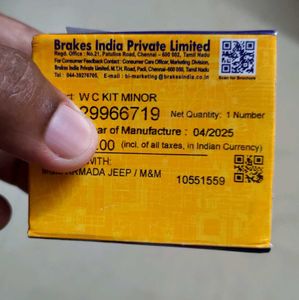 Brakes India Private Limited
Regd. Office : No.21, Patullos Road, Chennai - 600 002, Tamil Nadu
For Consumer Feedback Contact : Consumer Care Officer, Marketing Division,
Brakes India Private Limited, M.T.H. Road, Padi, Chennai-600 050, Tamil Nadu
Tel : 044-26276705, E-mail : bi-marketing@brakesindia.co.in
Scan for Brochure
: W C KIT MINOR
29966719 Net Quantity: 1 Number
ar of Manufacture : 04/2025
.00 (incl. of all taxes, in Indian Currency)
WITH:
ARMADA JEEP / M&M
10551559